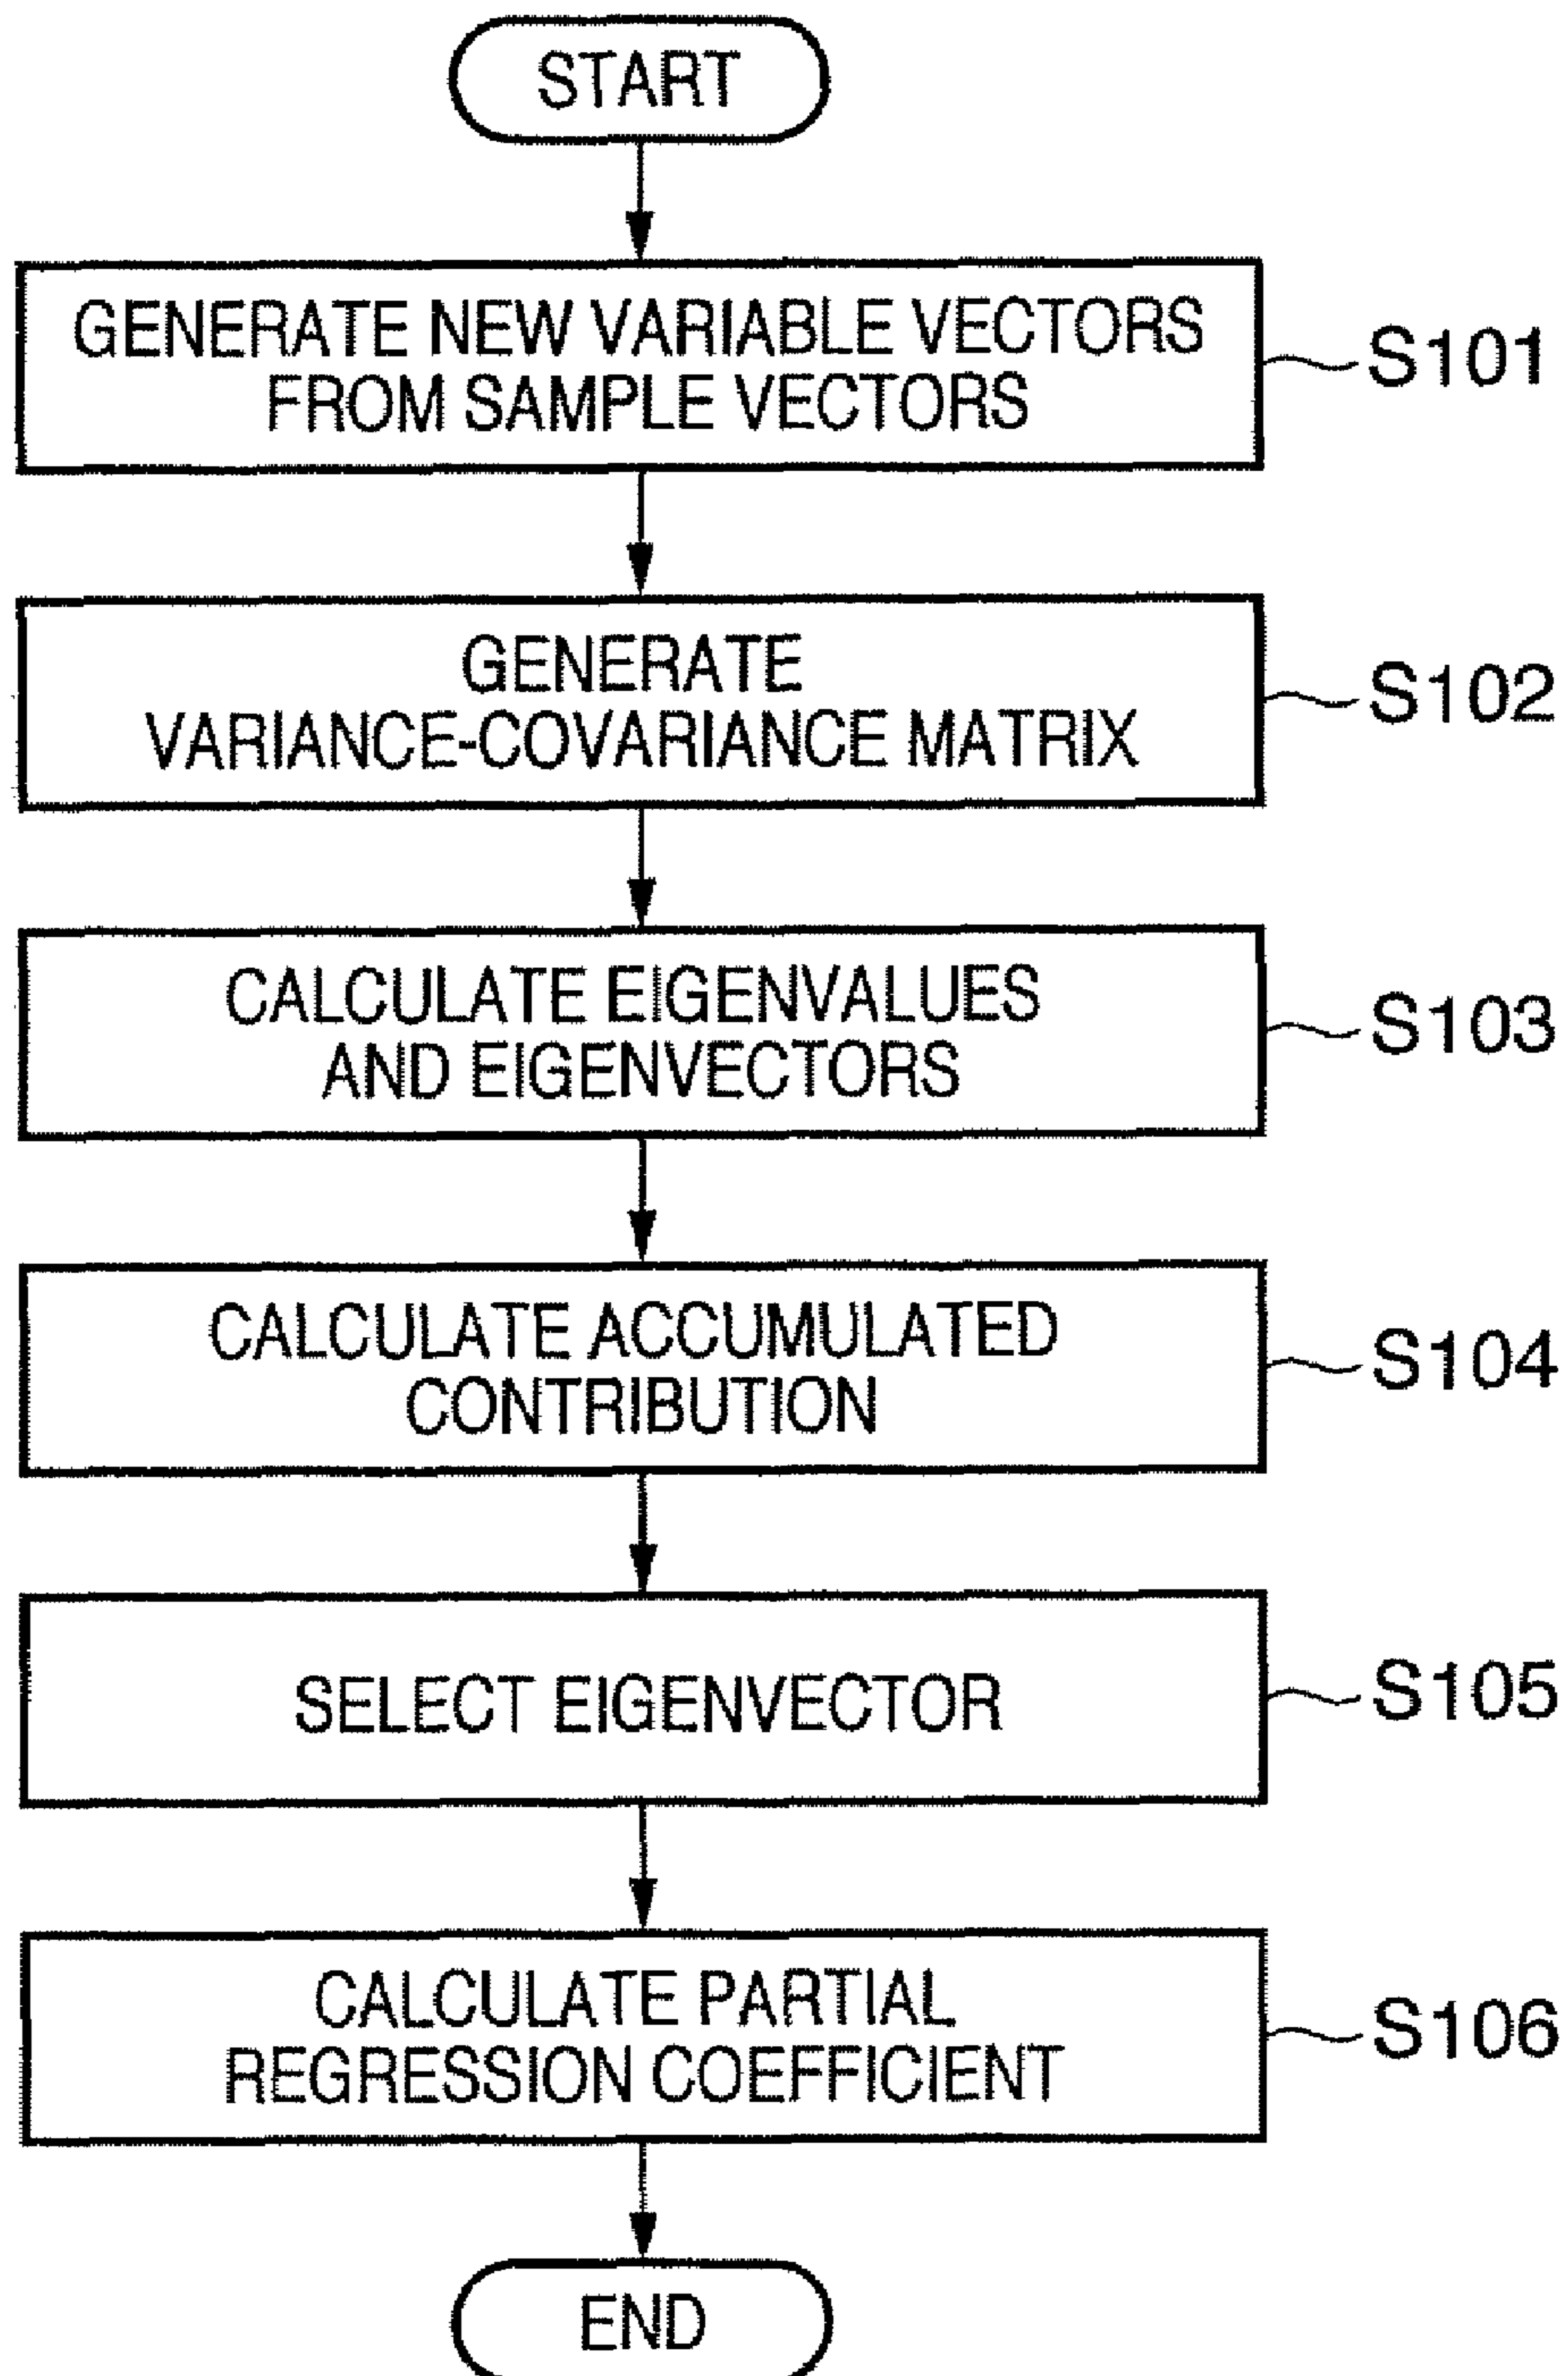 START
GENERATE NEW VARIABLE VECTORS
FROM SAMPLE VECTORS
S101
GENERATE
VARIANCE-COVARIANCE MATRIX
S102
CALCULATE EIGENVALUES
AND EIGENVECTORS
S103
CALCULATE ACCUMULATED
CONTRIBUTION
S104
SELECT EIGENVECTOR
S105
CALCULATE PARTIAL
REGRESSION COEFFICIENT
S106
END